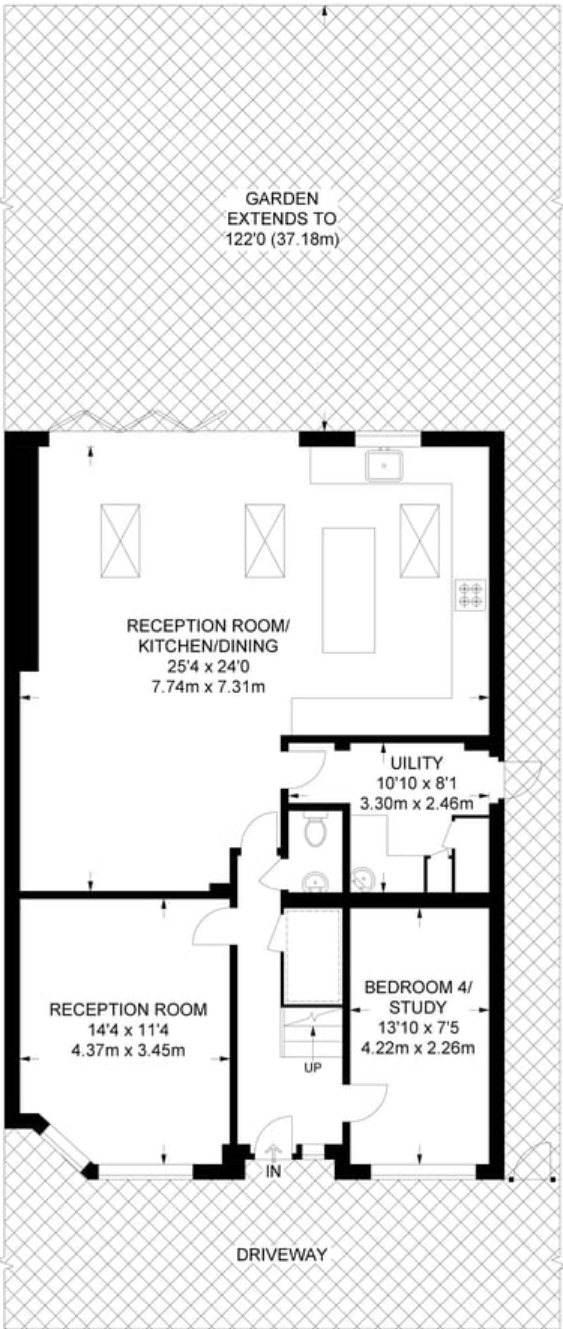 GARDEN
EXTENDS TO
122'0 (37.18m)
RECEPTION ROOM/
KITCHEN/DINING
25'4 x 24'0
7.74m x 7.31m
UILITY
10'10 x 8'1
3.30m x 2.46m
RECEPTION ROOM
14'4 x 11'4
4.37m x 3.45m
BEDROOM 4/
STUDY
13'10 x 7'5
4.22m x 2.26m
UP
IN
DRIVEWAY